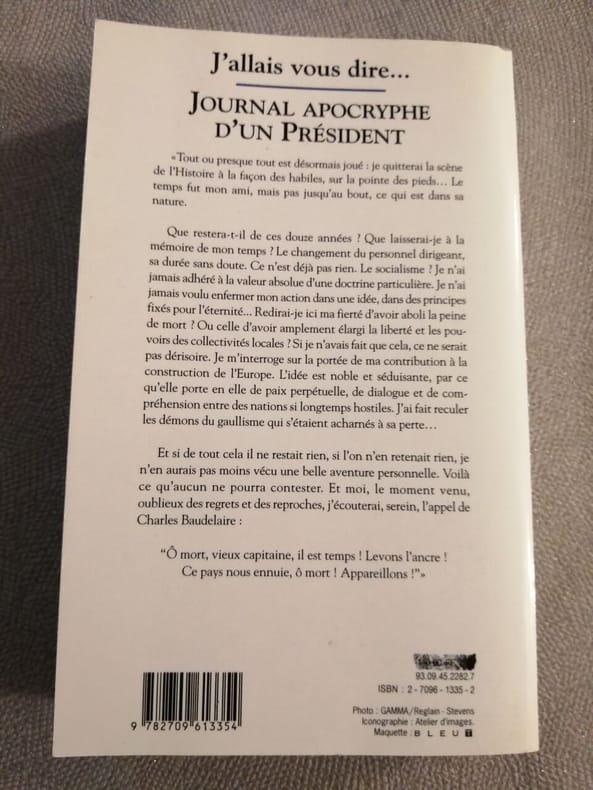 J'allais vous dire...
JOURNAL APOCRYPHE
D'UN PRÉSIDENT
«Tout ou presque tout est désormais joué : je quitterai la scène
de l'Histoire à la façon des habiles, sur la pointe des pieds... Le
temps fut mon ami, mais pas jusqu'au bout, ce qui est dans sa
nature.
Que restera-t-il de ces douze années ? Que laisserai-je à la
mémoire de mon temps ? Le changement du personnel dirigeant,
sa durée sans doute. Ce n'est déjà pas rien. Le socialisme ? Je n'ai
jamais adhéré à la valeur absolue d'une doctrine particulière. Je n'ai
jamais voulu enfermer mon action dans une idée, dans des principes
fixés pour l'éternité... Redirai-je ici ma fierté d'avoir aboli la peine
de mort ? Ou celle d'avoir amplement élargi la liberté et les pou-
voirs des collectivités locales ? Si je n'avais fait que cela, ce ne serait
pas dérisoire. Je m'interroge sur la portée de ma contribution à la
construction de l'Europe. L'idée est noble et séduisante, par ce
qu'elle porte en elle de paix perpétuelle, de dialogue et de com-
préhension entre des nations si longtemps hostiles. J'ai fait reculer
les démons du gaullisme qui s'étaient acharnés à sa perte...
Et si de tout cela il ne restait rien, si l'on n'en retenait rien, je
n'en aurais pas moins vécu une belle aventure personnelle. Voilà
ce qu'aucun ne pourra contester. Et moi, le moment venu,
oublieux des regrets et des reproches, j'écouterai, serein, l'appel de
Charles Baudelaire :
"Ô mort, vieux capitaine, il est temps ! Levons l'ancre !
Ce pays nous ennuie, ô mort ! Appareillons !"»
93.09.45.2282.7
ISBN : 2-7096-1335-2
Photo : GAMMA/Reglain - Stevens
Iconographie : Atelier d'images.
Maquette : BLEU T
9 782709 613354